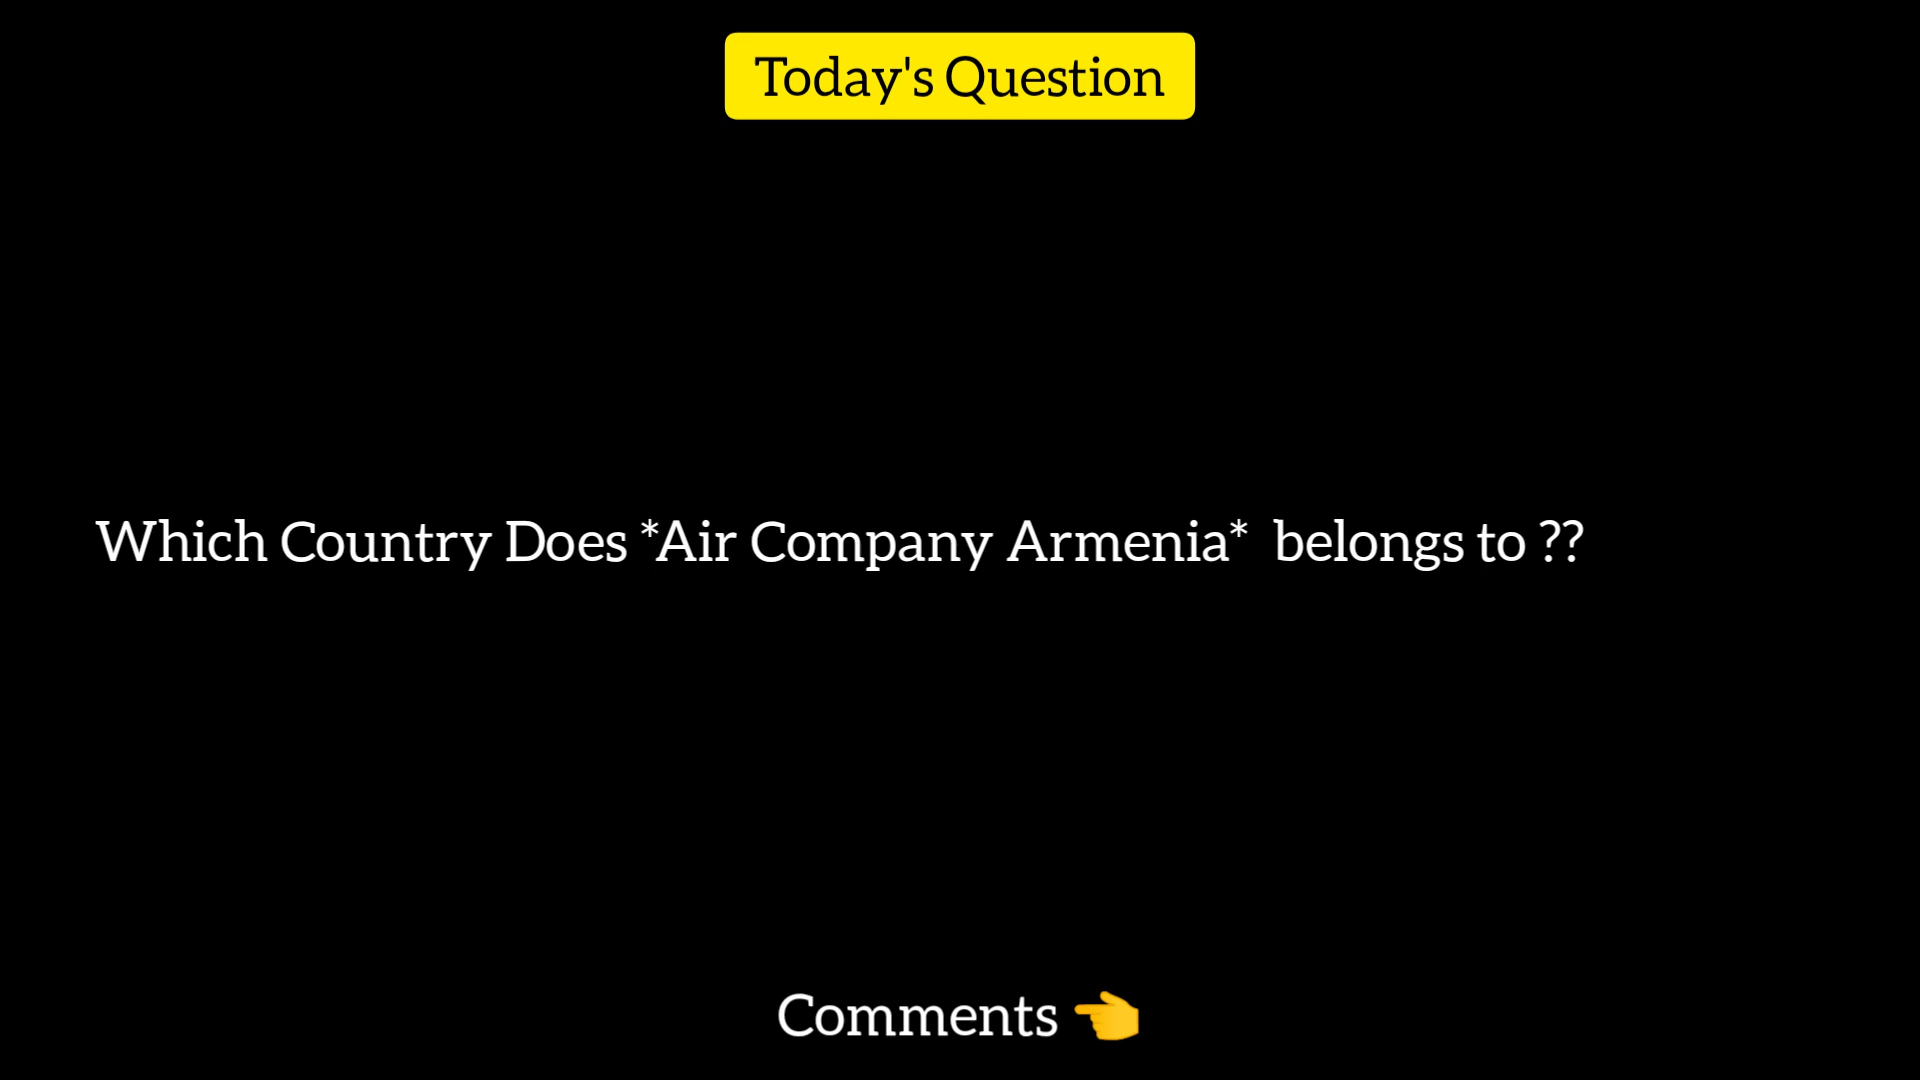 Today's Question
Which Country Does *Air Company Armenia*  belongs to ??
Comments 👈